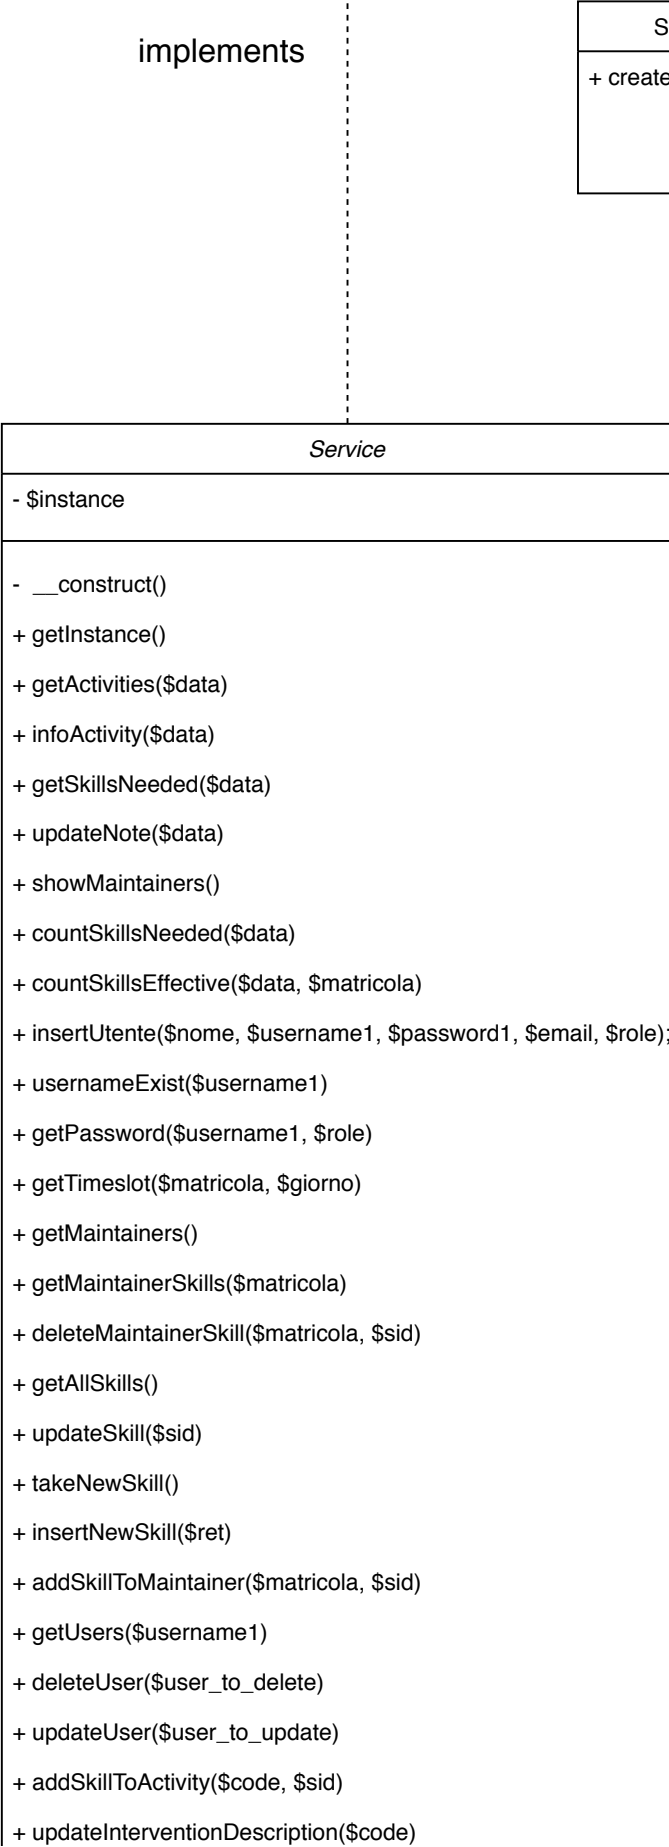 S
implements
+ create
Service
- $instance
- __construct()
+ getInstance()
+ getActivities($data)
+ infoActivity($data)
+ getSkillsNeeded($data)
+ updateNote($data)
+ showMaintainers()
+ countSkillsNeeded($data)
+ countSkillsEffective($data, $matricola)
+ insertUtente($nome, $username1, $password1, $email, $role);
+ usernameExist($username1)
+ getPassword($username1, $role)
+ getTimeslot($matricola, $giorno)
+ getMaintainers()
+ getMaintainerSkills($matricola)
+ deleteMaintainerSkill($matricola, $sid)
+ getAllSkills()
+ updateSkill($sid)
+ takeNewSkill()
+ insertNewSkill($ret)
+ addSkillToMaintainer($matricola, $sid)
+ getUsers($username1)
+ deleteUser($user_to_delete)
+ updateUser($user_to_update)
+ addSkillToActivity($code, $sid)
+ updateInterventionDescription($code)